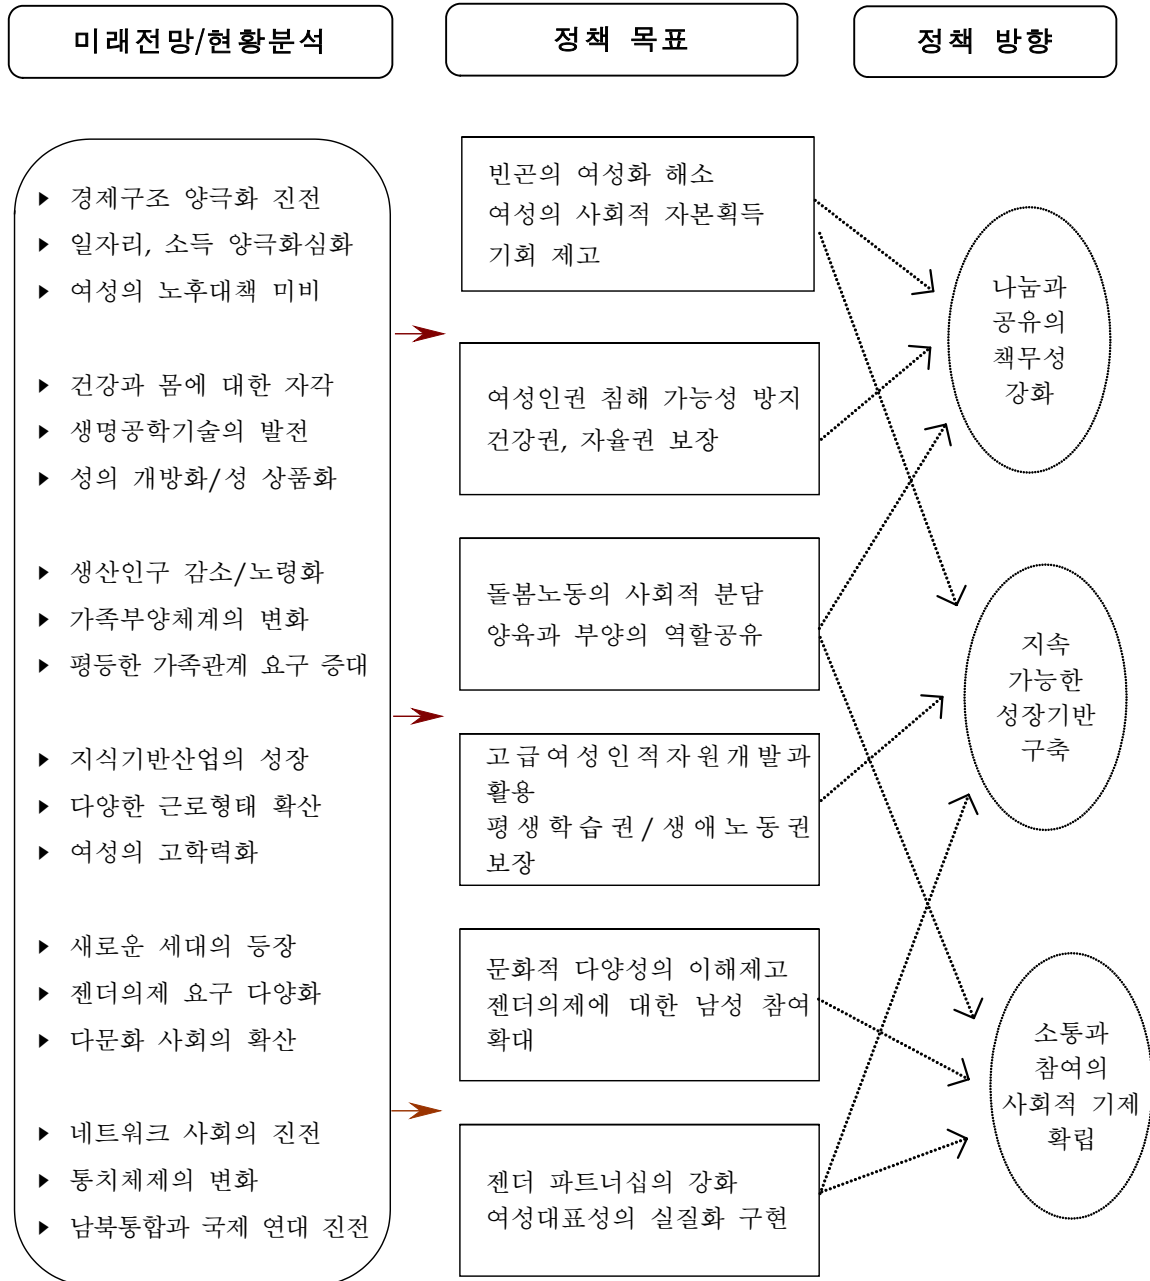 미래전망/현황분석
정책 목표
정책 방향
▶ 경제구조 양극화 진전
▶ 일자리, 소득 양극화심화
▶ 여성의 노후대책 미비
▶ 건강과 몸에 대한 자각
▶ 생명공학기술의 발전
▶ 성의 개방화/성 상품화
▶ 생산인구 감소/노령화
▶ 가족부양체계의 변화
▶ 평등한 가족관계 요구 증대
▶ 지식기반산업의 성장
▶ 다양한 근로형태 확산
▶ 여성의 고학력화
▶ 새로운 세대의 등장
▶ 젠더의제 요구 다양화
▶ 다문화 사회의 확산
▶ 네트워크 사회의 진전
▶ 통치체제의 변화
▶ 남북통합과 국제 연대 진전
빈곤의 여성화 해소
여성의 사회적 자본획득
기회 제고
여성인권 침해 가능성 방지
건강권, 자율권 보장
돌봄노동의 사회적 분담
양육과 부양의 역할공유
고급여성인적자원개발과
활용
평생학습권/생애노동권
보장
문화적 다양성의 이해제고
젠더의제에 대한 남성 참여
확대
젠더 파트너십의 강화
여성대표성의 실질화 구현
나눔과
공유의
책무성
강화
지속
가능한
성장기반
구축
소통과
참여의
사회적 기제
확립